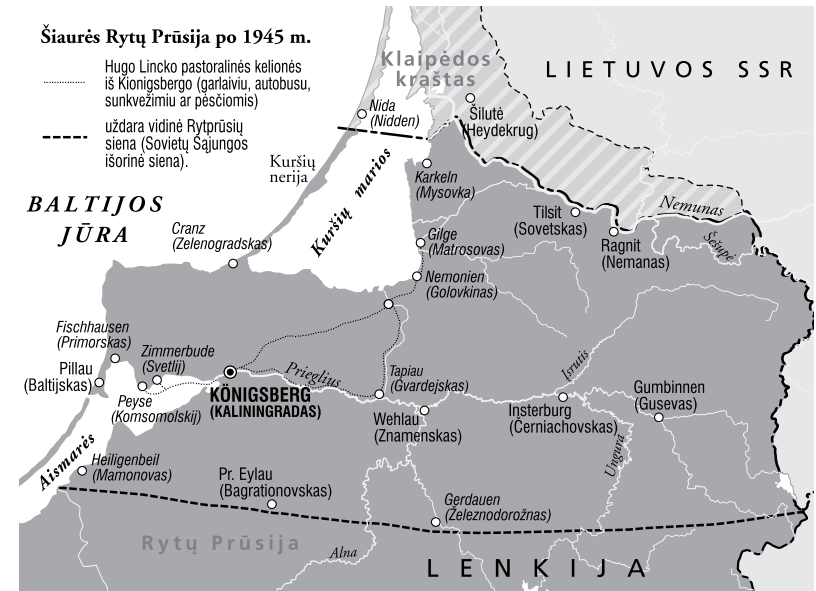 Šiaurės Rytų Prūsija po 1945 m.
Hugo Lincko pastoralinės kelionės
iš Kionigsbergo (garlaiviu, autobusu,
sunkvežimiu ar pėsčiomis)
uždara vidinė Rytprūsių
siena (Sovietų Sąjungos
išorinė siena).
Klaipėdos
kraštas
LIETUVOS SSR
Nida
(Nidden)
Šilutė
(Heydekrug)
Kuršių
nerija
Kuršių marios
Karkeln
(Mysovka)
BALTIJOS
JŪRA
Nemunas
Cranz
(Zelenogradskas)
Tilsit
(Sovetskas)
Ragnit
(Nemanas)
Šešupė
Gilge
(Matrosovas)
Nemonien
(Golovkinas)
Fischhausen
(Primorskas)
Zimmerbude
(Svetlij)
Pillau
(Baltijskas)
Peyse
(Komsomolskij)
KÖNIGSBERG
(KALININGRADAS)
Prieglius
Tapiau
(Gvardejskas)
Isrutis
Wehlau
(Znamenskas)
Insterburg
(Černiachovskas)
Gumbinnen
(Gusevas)
Ungura
Aismarės
Heiligenbeil
(Mamonovas)
Pr. Eylau
(Bagrationovskas)
Gerdauen
(Železnodorožnas)
Rytų Prūsija
Alna
LENKIJA